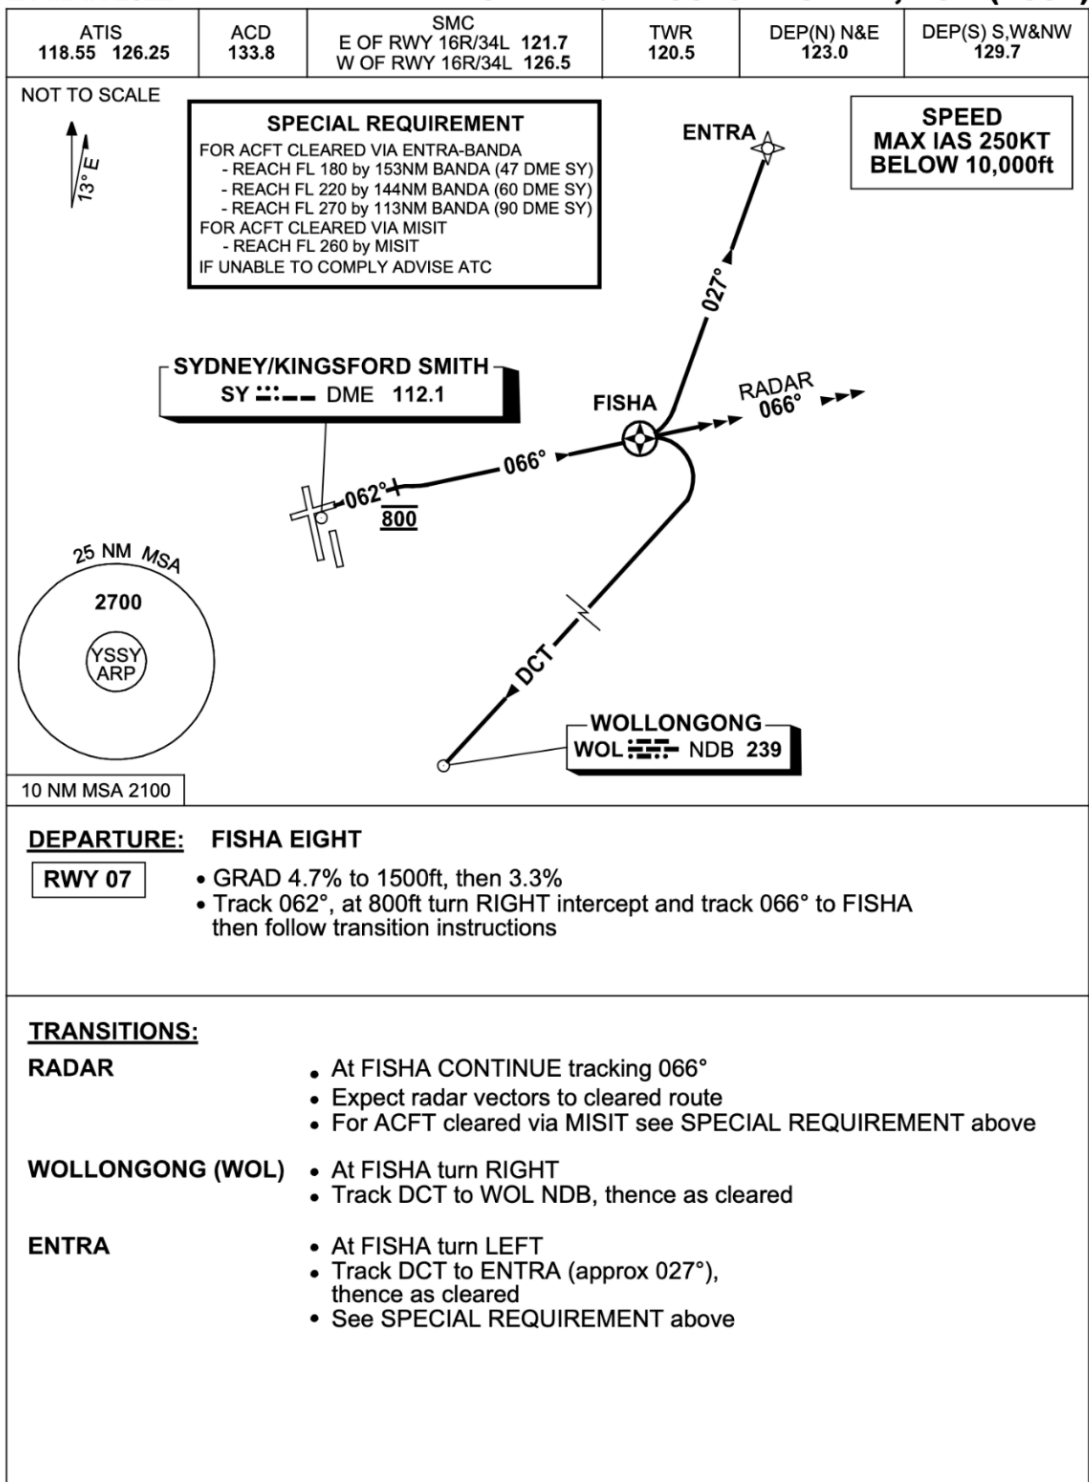 ATIS
118.55 126.25
ACD
133.8
SMC
E OF RWY 16R/34L 121.7
W OF RWY 16R/34L 126.5
TWR
120.5
DEP(N) N&E
123.0
DEP(S) S,W&NW
129.7
NOT TO SCALE
13° E
SPECIAL REQUIREMENT
FOR ACFT CLEARED VIA ENTRA-BANDA
- REACH FL 180 by 153NM BANDA (47 DME SY)
- REACH FL 220 by 144NM BANDA (60 DME SY)
- REACH FL 270 by 113NM BANDA (90 DME SY)
FOR ACFT CLEARED VIA MISIT
- REACH FL 260 by MISIT
IF UNABLE TO COMPLY ADVISE ATC
ENTRA
SPEED
MAX IAS 250KT
BELOW 10,000ft
027°
SYDNEY/KINGSFORD SMITH
SY DME 112.1
FISHA
RADAR
066°
066°
062°
800
25 NM MSA
2700
YSSY
ARP
DCT
WOLLONGONG
WOL NDB 239
10 NM MSA 2100
DEPARTURE: FISHA EIGHT
RWY 07
• GRAD 4.7% to 1500ft, then 3.3%
• Track 062°, at 800ft turn RIGHT intercept and track 066° to FISHA
then follow transition instructions
TRANSITIONS:
RADAR
• At FISHA CONTINUE tracking 066°
• Expect radar vectors to cleared route
• For ACFT cleared via MISIT see SPECIAL REQUIREMENT above
WOLLONGONG (WOL)
• At FISHA turn RIGHT
• Track DCT to WOL NDB, thence as cleared
ENTRA
• At FISHA turn LEFT
• Track DCT to ENTRA (approx 027°),
thence as cleared
• See SPECIAL REQUIREMENT above